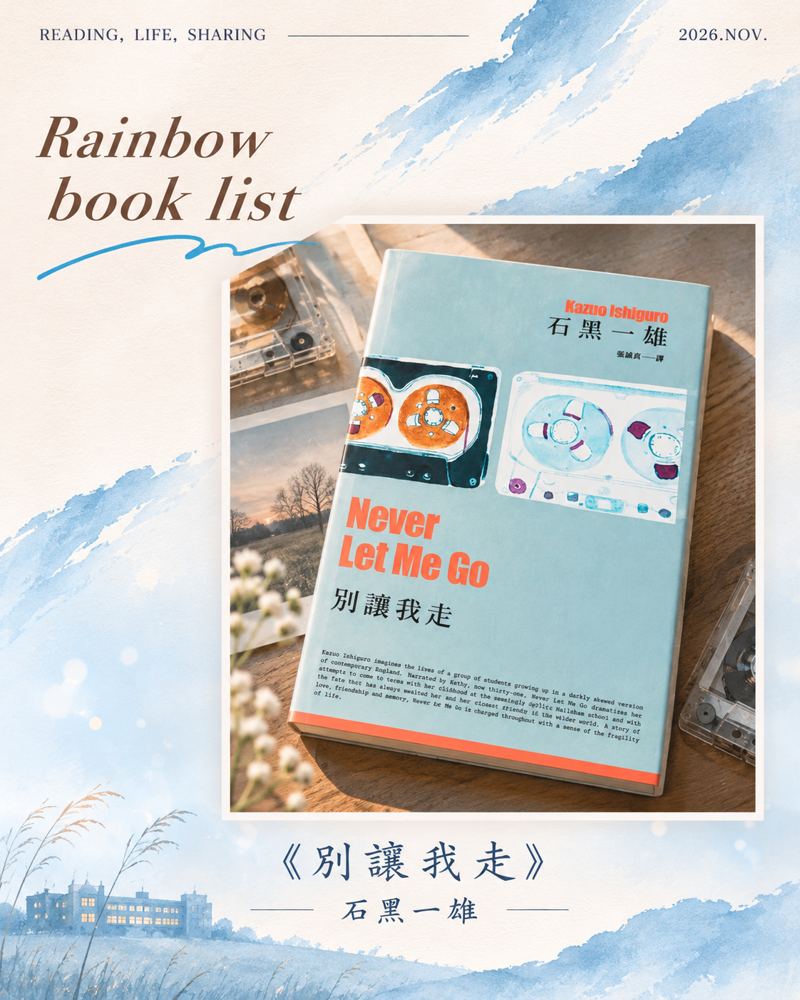 READING, LIFE, SHARING
2026.NOV.
Rainbow
book list
Kazuo Ishiguro
石黑一雄
張淑貞——譯
Never
Let Me Go
別讓我走
Kazuo Ishiguro imagines the lives of a group of students growing up in a darkly skewed version
of contemporary England. Narrated by Kathy, now thirty-one, Never Let Me Go dramatizes her
attempts to come to terms with her childhood at the seemingly Hailsham school and with
the fate that has always awaited her and her closest friends in the wider world. A story of
love, friendship and memory, Never Let Me Go is charged throughout with a sense of the fragility
of life.
《別讓我走》
石黑一雄